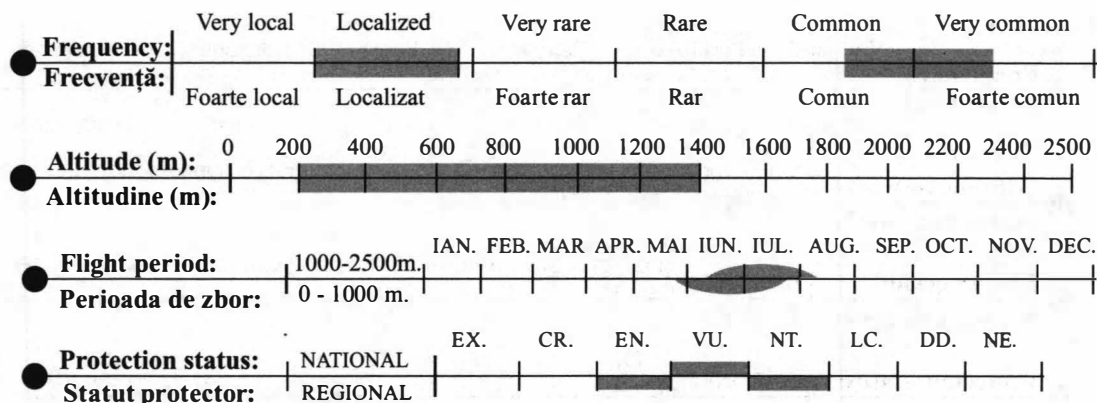 Very local Localized Very rare Rare Common Very common
Frequency:
Frecvență:
Foarte local Localizat Foarte rar Rar Comun Foarte comun
0 200 400 600 800 1000 1200 1400 1600 1800 2000 2200 2400 2500
Altitude (m):
Altitudine (m):
IAN. FEB. MAR APR. MAI IUN. IUL. AUG. SEP. OCT. NOV. DEC.
Flight period: 1000-2500m.
Perioada de zbor: 0 - 1000 m.
EX. CR. EN. VU. NT. LC. DD. NE.
Protection status: NATIONAL
Statut protector: REGIONAL